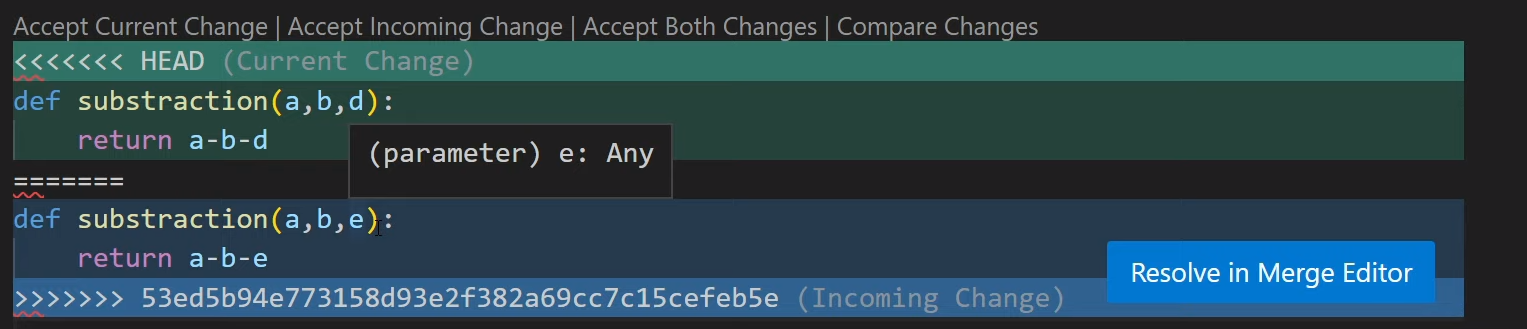 Accept Current Change | Accept Incoming Change | Accept Both Changes | Compare Changes
<<<<<<< HEAD (Current Change)
def substraction(a,b,d):
    return a-b-d
(parameter) e: Any
=======
def substraction(a,b,e):
    return a-b-e
Resolve in Merge Editor
>>>>>>> 53ed5b94e773158d93e2f382a69cc7c15cefeb5e (Incoming Change)